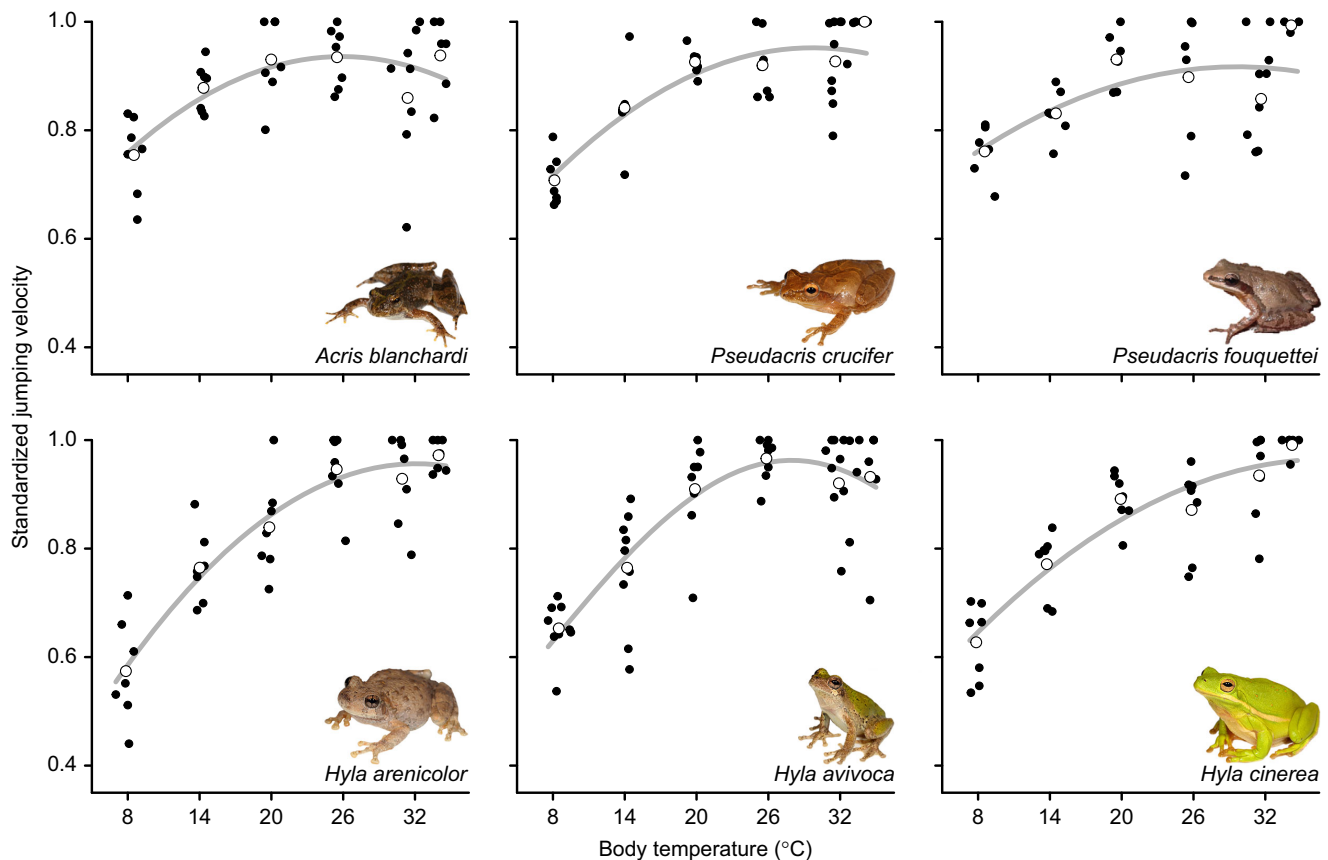 Standardized jumping velocity
1.0
0.8
0.6
0.4
Acris blanchardi
Pseudacris crucifer
Pseudacris fouquettei
1.0
0.8
0.6
0.4
Hyla arenicolor
Hyla avivoca
Hyla cinerea
8 14 20 26 32 8 14 20 26 32 8 14 20 26 32
Body temperature (°C)